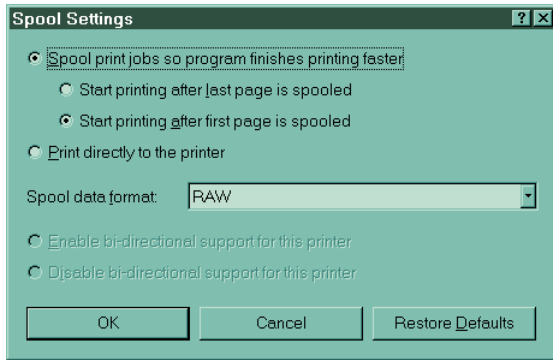 Spool Settings
Spool print jobs so program finishes printing faster
Start printing after last page is spooled
Start printing after first page is spooled
Print directly to the printer
Spool data format: RAW
Enable bi-directional support for this printer
Disable bi-directional support for this printer
OK Cancel Restore Defaults